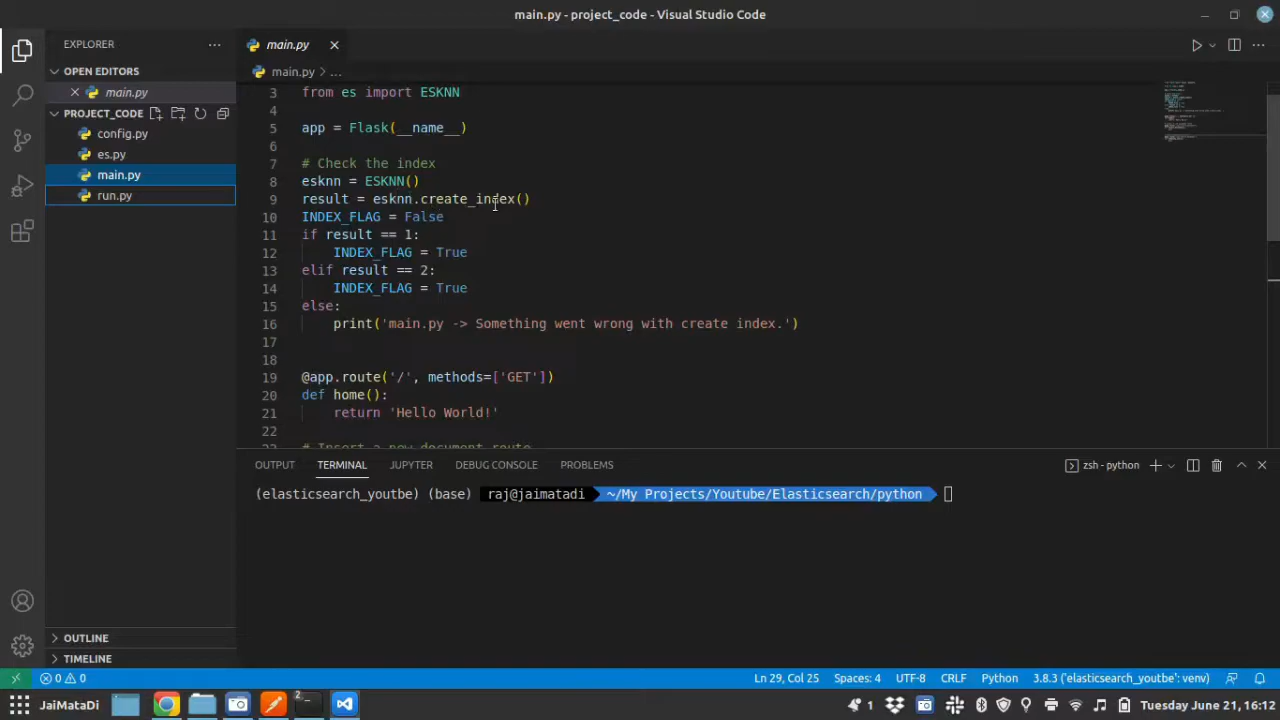 main.py - project_code - Visual Studio Code
EXPLORER
main.py
OPEN EDITORS
main.py > ...
main.py
PROJECT_CODE
config.py
es.py
main.py
run.py
3 from es import ESKNN
4
5 app = Flask(__name__)
6
7 # Check the index
8 esknn = ESKNN()
9 result = esknn.create_index()
10 INDEX_FLAG = False
11 if result == 1:
12 INDEX_FLAG = True
13 elif result == 2:
14 INDEX_FLAG = True
15 else:
16 print('main.py -> Something went wrong with create index.')
17
18
19 @app.route('/', methods=['GET'])
20 def home():
21 return 'Hello World!'
22
23 # Insert a new document route
OUTPUT TERMINAL JUPYTER DEBUG CONSOLE PROBLEMS
zsh - python
(elasticsearch_youtbe) (base) raj@jaimatadi ~/My Projects/Youtube/Elasticsearch/python
OUTLINE
TIMELINE
0 0 Ln 29, Col 25 Spaces: 4 UTF-8 CRLF Python 3.8.3 ('elasticsearch_youtbe': venv)
JaiMataDi 2 1 Tuesday June 21, 16:12